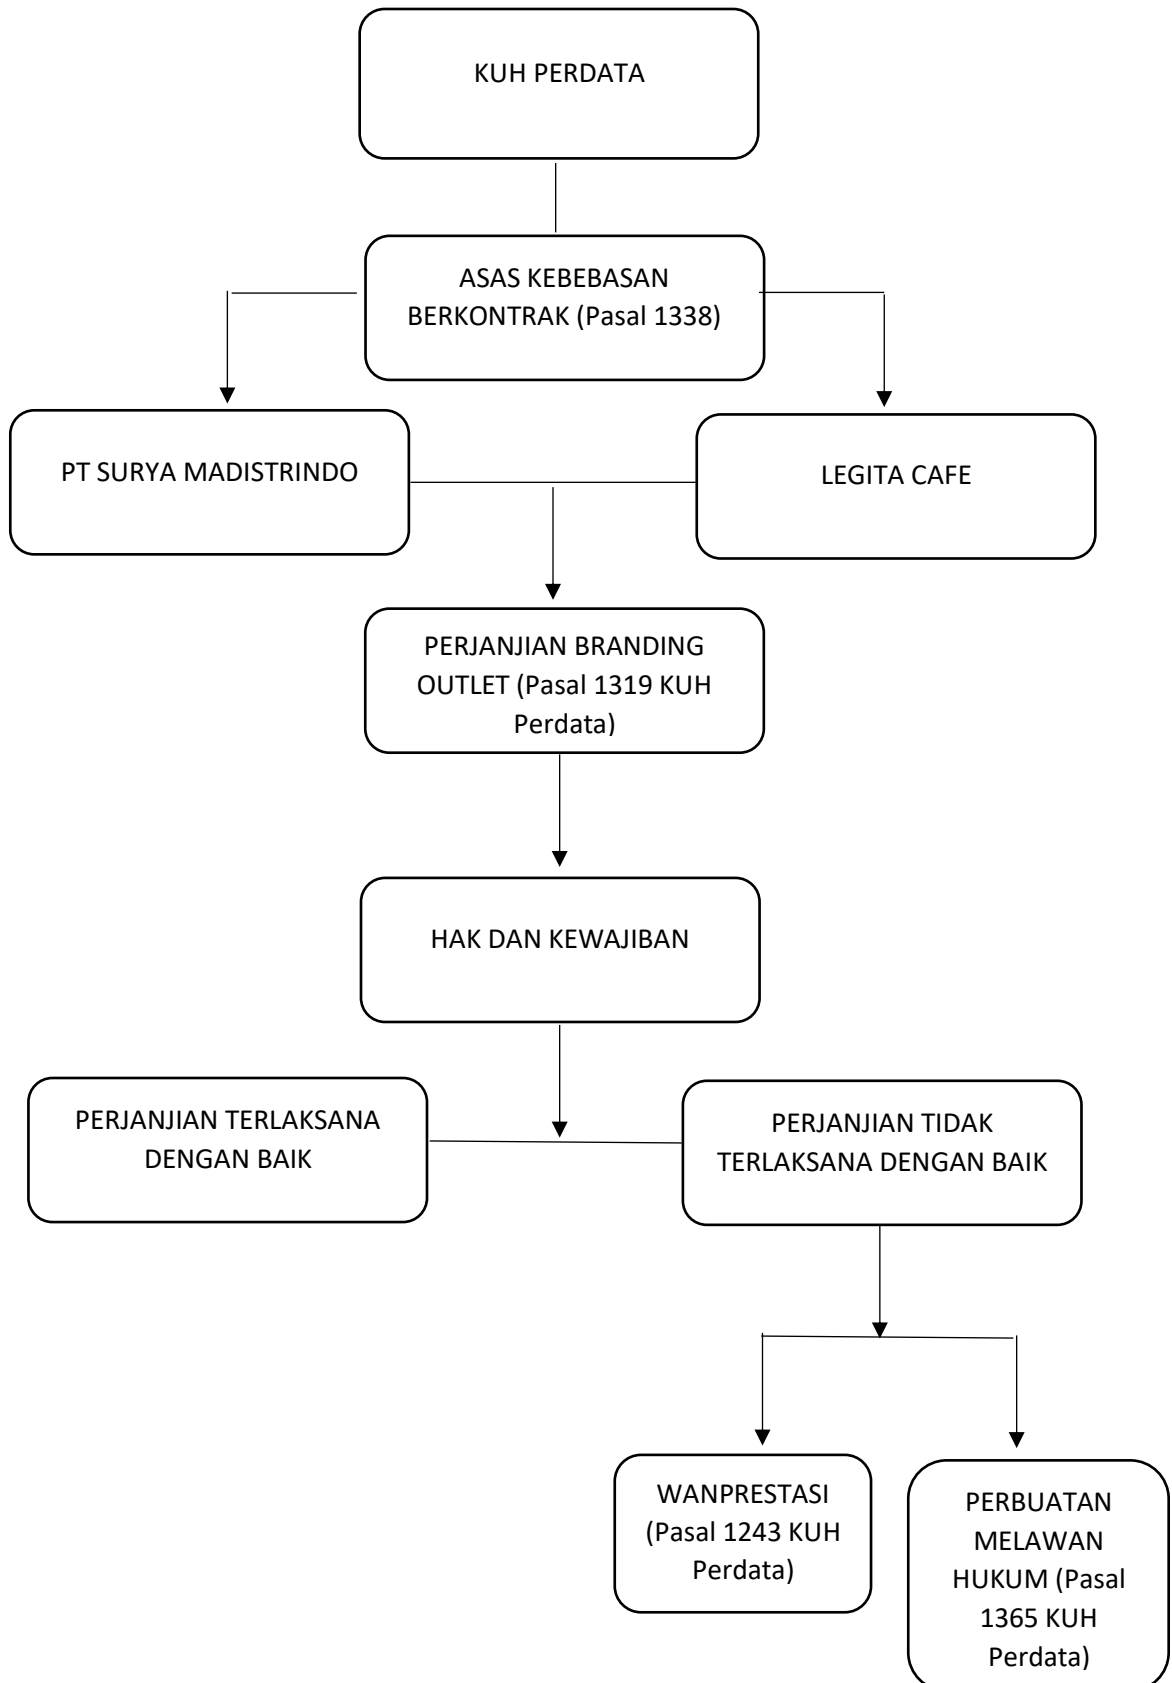 KUH PERDATA
ASAS KEBEBASAN
BERKONTRAK (Pasal 1338)
PT SURYA MADISTRINDO
LEGITA CAFE
PERJANJIAN BRANDING
OUTLET (Pasal 1319 KUH
Perdata)
HAK DAN KEWAJIBAN
PERJANJIAN TERLAKSANA
DENGAN BAIK
PERJANJIAN TIDAK
TERLAKSANA DENGAN BAIK
WANPRESTASI
(Pasal 1243 KUH
Perdata)
PERBUATAN
MELAWAN
HUKUM (Pasal
1365 KUH
Perdata)